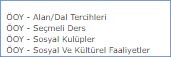 ÖOY - Alan/Dal Tercihleri
ÖOY - Seçmeli Ders
ÖOY - Sosyal Kulüpler
ÖOY - Sosyal Ve Kültürel Faaliyetler